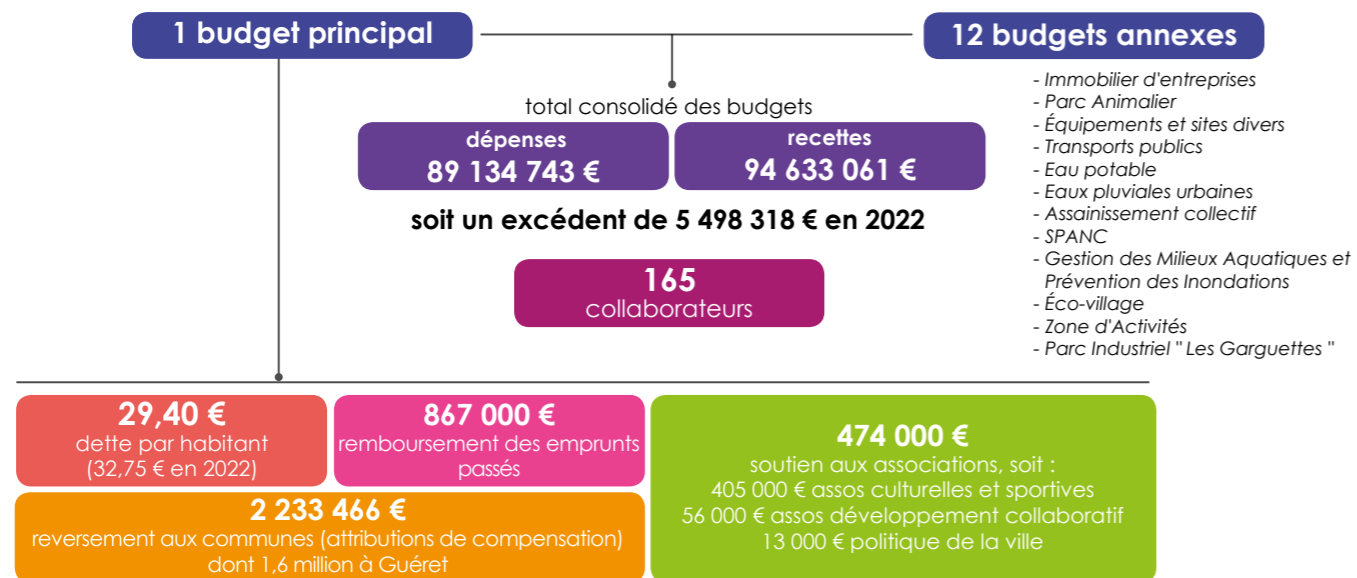 1 budget principal
12 budgets annexes
- Immobilier d'entreprises
- Parc Animalier
- Équipements et sites divers
- Transports publics
- Eau potable
- Eaux pluviales urbaines
- Assainissement collectif
- SPANC
- Gestion des Milieux Aquatiques et
Prévention des Inondations
- Éco-village
- Zone d'Activités
- Parc Industriel " Les Garguettes "
total consolidé des budgets
dépenses
89 134 743 €
recettes
94 633 061 €
soit un excédent de 5 498 318 € en 2022
165
collaborateurs
29,40 €
dette par habitant
(32,75 € en 2022)
867 000 €
remboursement des emprunts
passés
2 233 466 €
reversement aux communes (attributions de compensation)
dont 1,6 million à Guéret
474 000 €
soutien aux associations, soit :
405 000 € assos culturelles et sportives
56 000 € assos développement collaboratif
13 000 € politique de la ville